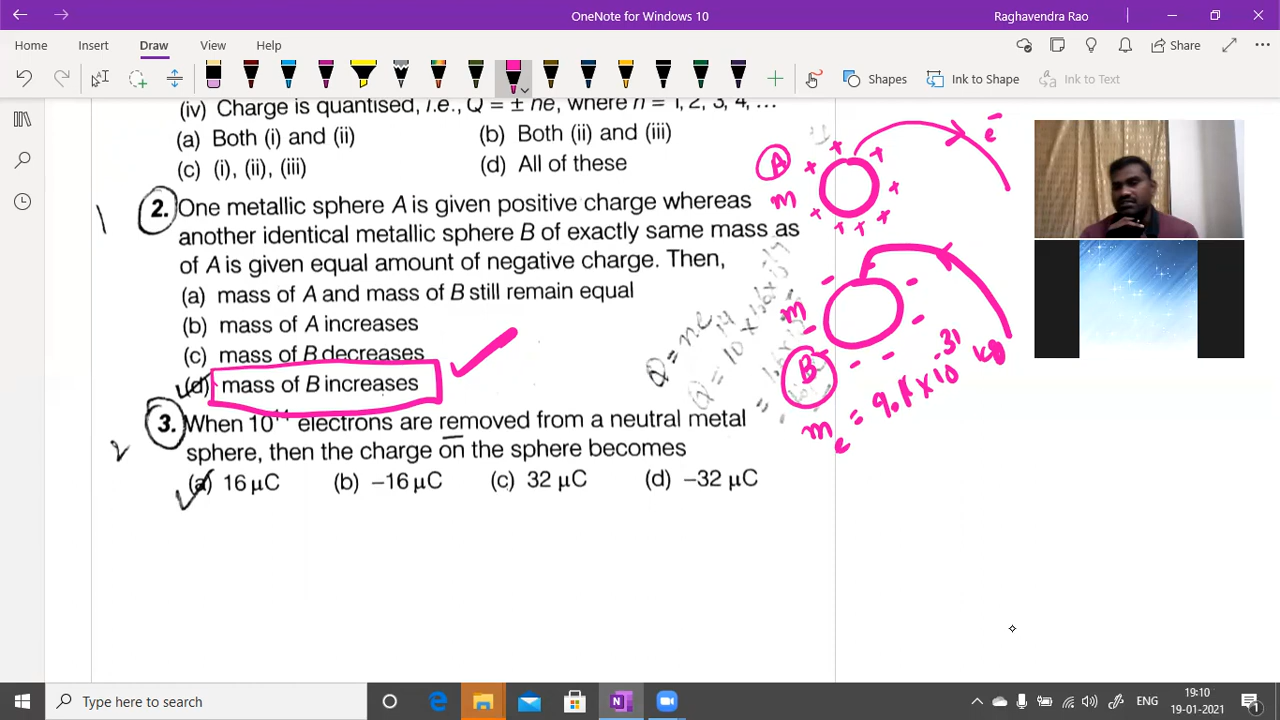 OneNote for Windows 10
Raghavendra Rao
Home Insert Draw View Help
Share
Shapes
Ink to Shape
Ink to Text
(iv) Charge is quantised, i.e., Q = ± ne, where n = 1, 2, 3, 4, ...
(a) Both (i) and (ii) (b) Both (ii) and (iii)
(c) (i), (ii), (iii) (d) All of these
1 2. One metallic sphere A is given positive charge whereas
another identical metallic sphere B of exactly same mass as
of A is given equal amount of negative charge. Then,
(a) mass of A and mass of B still remain equal
(b) mass of A increases
(c) mass of B decreases
(d) mass of B increases
2 3. When 10¹⁴ electrons are removed from a neutral metal
sphere, then the charge on the sphere becomes
(a) 16 μC (b) −16 μC (c) 32 μC (d) −32 μC
Q = ne
A
m
+ + + + + + + +
e⁻
m
B
mₑ = 9.1 × 10⁻³¹ kg
Type here to search
ENG
19:10
19-01-2021
1